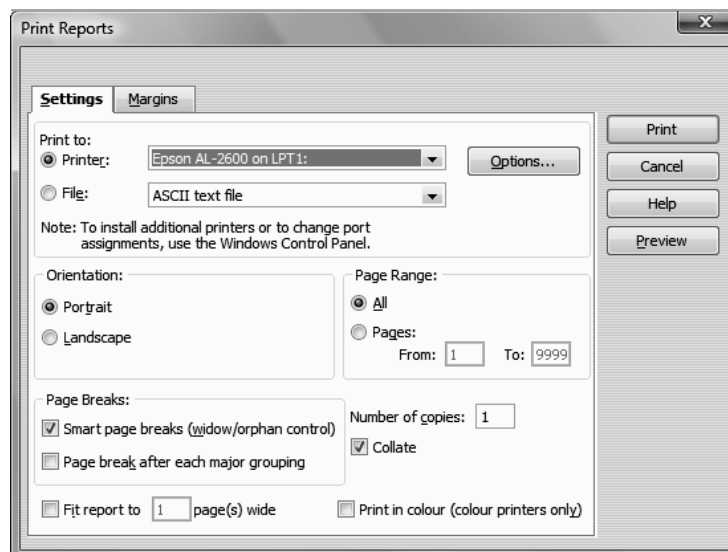 Print Reports
X
Settings Margins
Print to:
Printer: Epson AL-2600 on LPT1: Options...
File: ASCII text file
Note: To install additional printers or to change port
assignments, use the Windows Control Panel.
Print
Cancel
Help
Preview
Orientation:
Portrait
Landscape
Page Range:
All
Pages:
From: 1 To: 9999
Page Breaks:
Smart page breaks (widow/orphan control)
Page break after each major grouping
Number of copies: 1
Collate
Fit report to 1 page(s) wide
Print in colour (colour printers only)